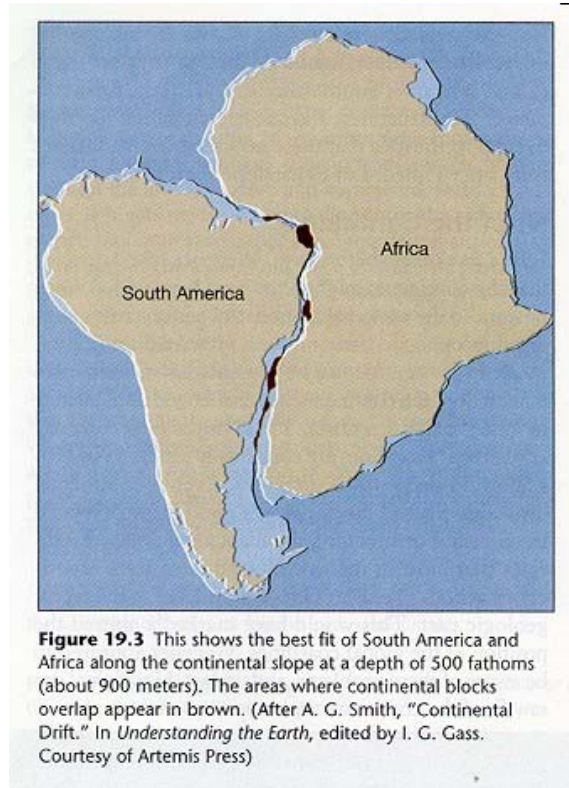 Africa
South America
Figure 19.3 This shows the best fit of South America and
Africa along the continental slope at a depth of 500 fathoms
(about 900 meters). The areas where continental blocks
overlap appear in brown. (After A. G. Smith, “Continental
Drift.” In Understanding the Earth, edited by I. G. Gass.
Courtesy of Artemis Press)